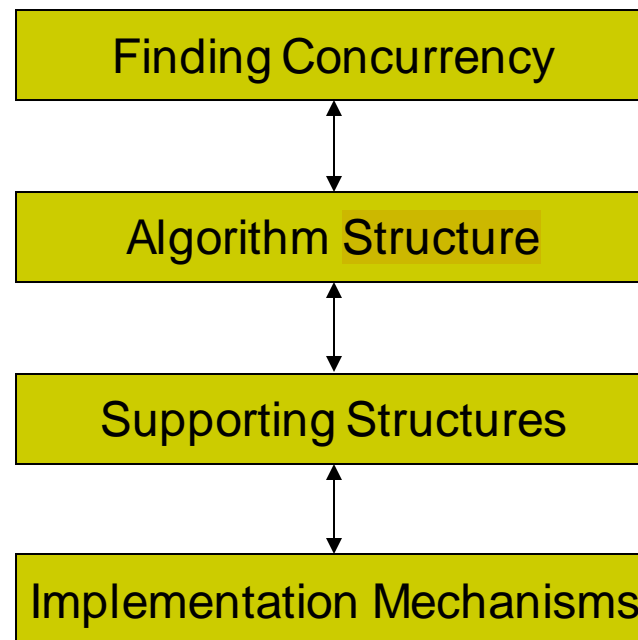 Finding Concurrency
Algorithm Structure
Supporting Structures
Implementation Mechanisms